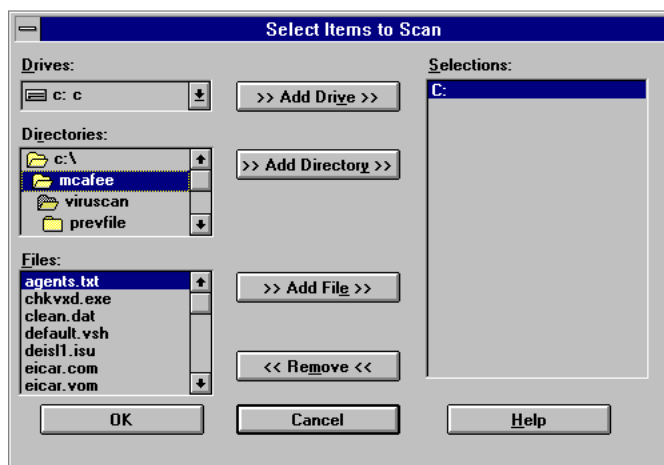 Select Items to Scan
Drives:
c: c
>> Add Drive >>
Directories:
c:\
mcafee
viruscan
prevfile
>> Add Directory >>
Files:
agents.txt
chkvxd.exe
clean.dat
default.vsh
deisl1.isu
eicar.com
eicar.vom
>> Add File >>
<< Remove <<
Selections:
C:
OK
Cancel
Help